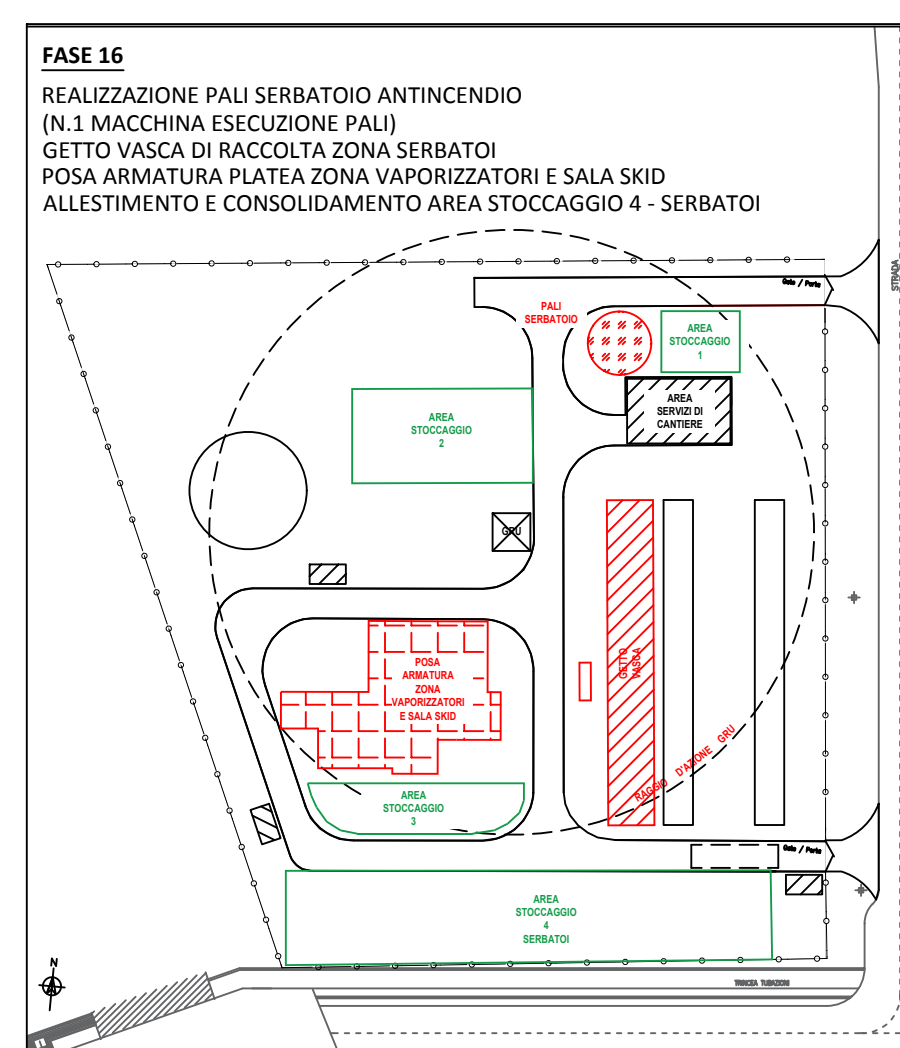 FASE 16
REALIZZAZIONE PALI SERBATOIO ANTINCENDIO
(N.1 MACCHINA ESECUZIONE PALI)
GETTO VASCA DI RACCOLTA ZONA SERBATOI
POSA ARMATURA PLATEA ZONA VAPORIZZATORI E SALA SKID
ALLESTIMENTO E CONSOLIDAMENTO AREA STOCCAGGIO 4 - SERBATOI
STRADA
Gate / Porta
PALI
SERBATOIO
AREA
STOCCAGGIO
1
AREA
SERVIZI DI
CANTIERE
AREA
STOCCAGGIO
2
GRU
GETTO
VASCA
POSA
ARMATURA
ZONA
VAPORIZZATORI
E SALA SKID
RAGGIO D'AZIONE GRU
AREA
STOCCAGGIO
3
Gate / Porta
AREA
STOCCAGGIO
4
SERBATOI
N
TRINCEA TUBAZIONI